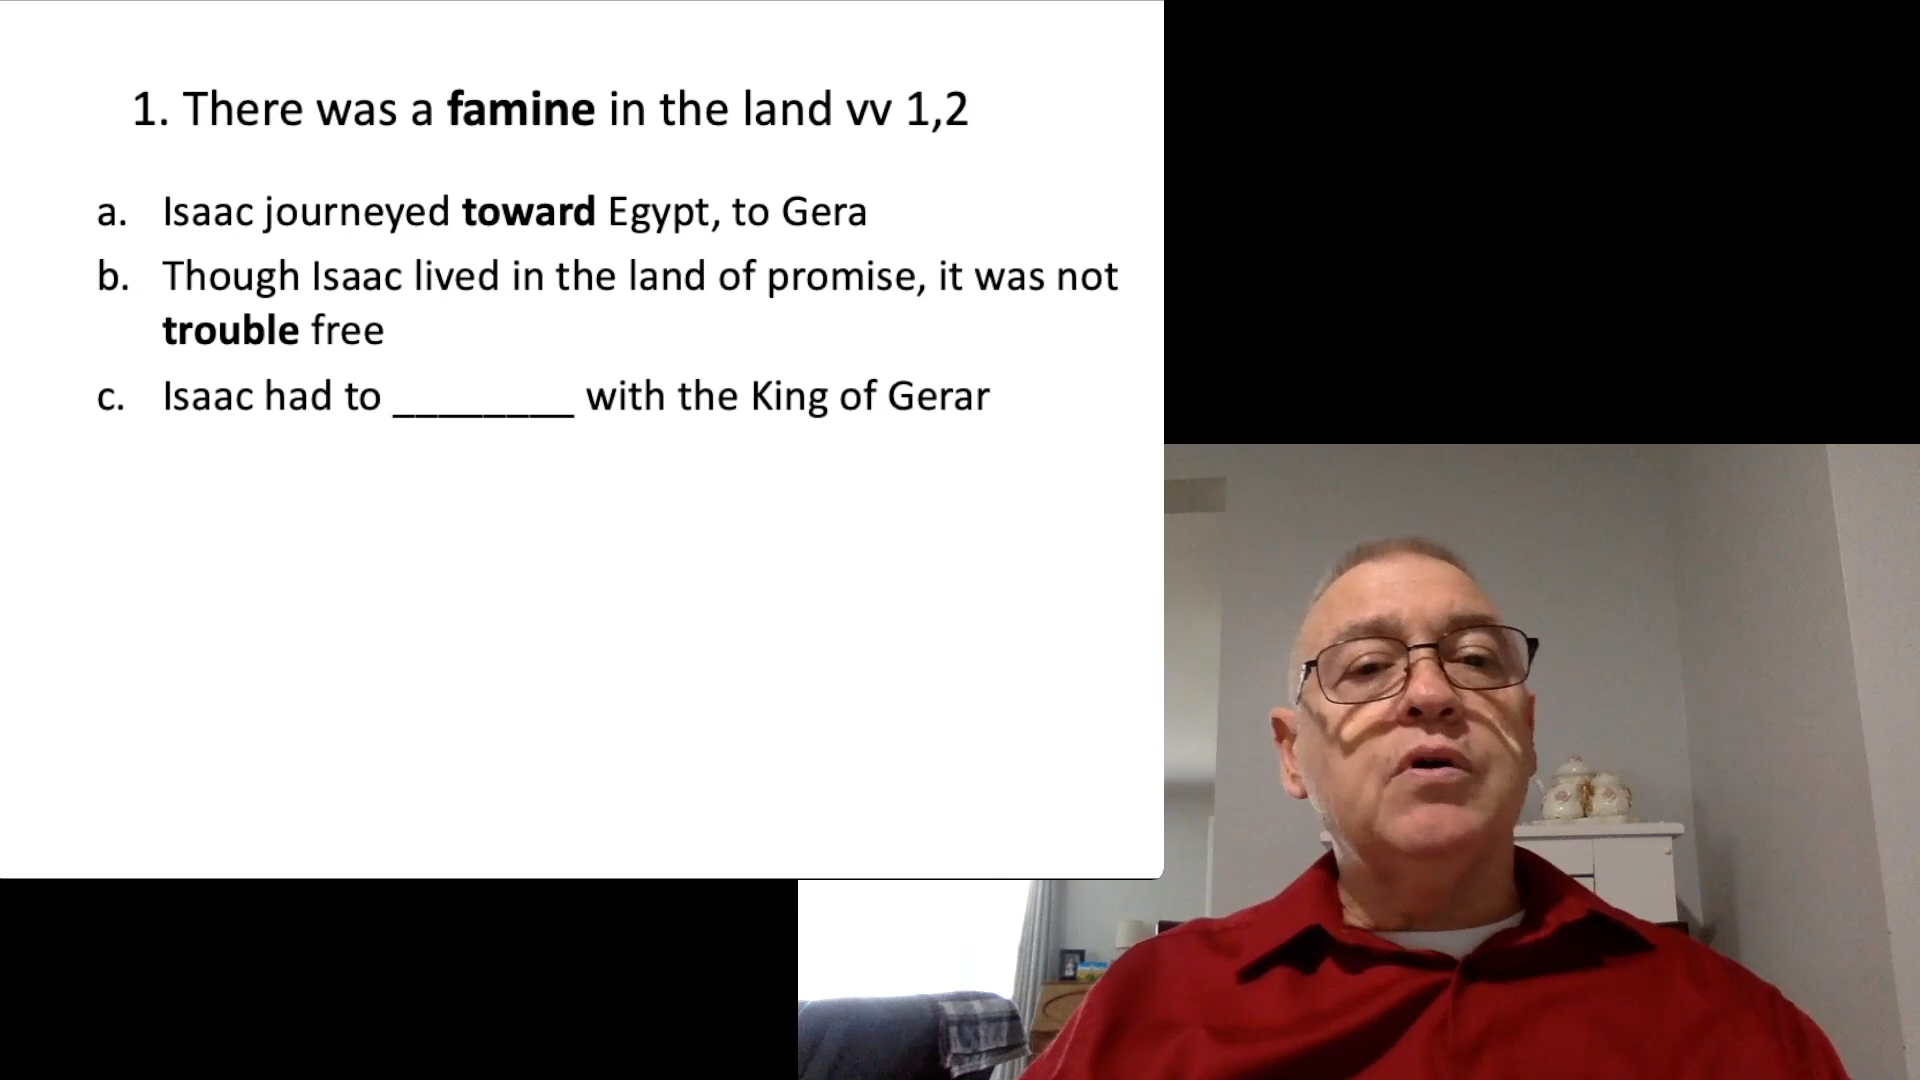 1. There was a famine in the land vv 1,2
a. Isaac journeyed toward Egypt, to Gera
b. Though Isaac lived in the land of promise, it was not
trouble free
c. Isaac had to ________ with the King of Gerar